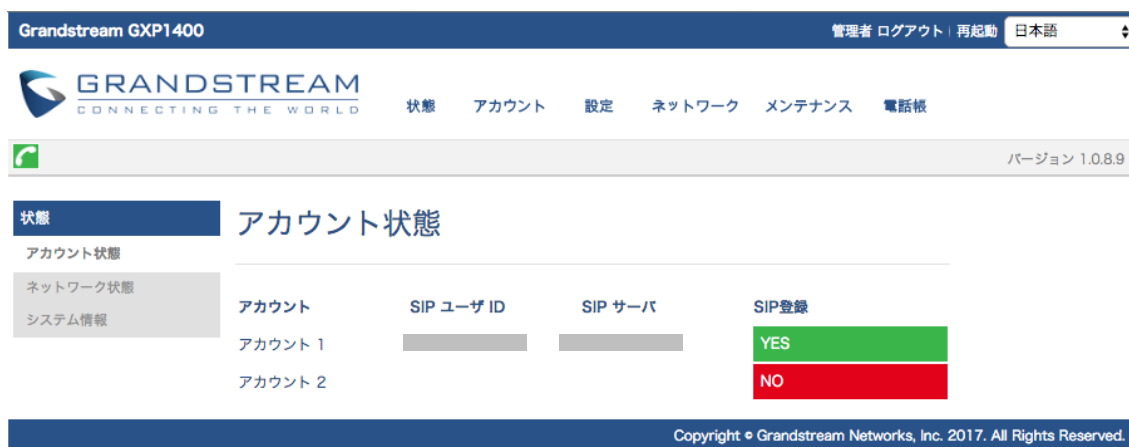 Grandstream GXP1400 管理者 ログアウト | 再起動 日本語
GRANDSTREAM
CONNECTING THE WORLD
状態 アカウント 設定 ネットワーク メンテナンス 電話帳
バージョン 1.0.8.9
状態
アカウント状態
アカウント状態
ネットワーク状態
システム情報
アカウント SIP ユーザ ID SIP サーバ SIP登録
アカウント 1 YES
アカウント 2 NO
Copyright © Grandstream Networks, Inc. 2017. All Rights Reserved.